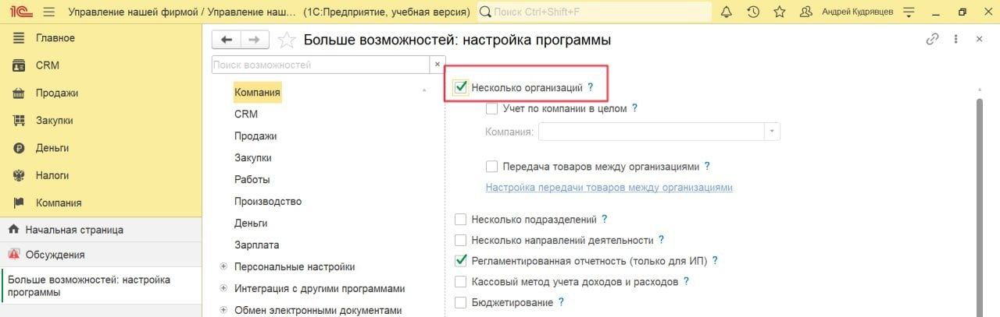 1С Управление нашей фирмой / Управление наш... (1С:Предприятие, учебная версия) Поиск Ctrl+Shift+F Андрей Кудрявцев
Главное
CRM
Продажи
Закупки
Деньги
Налоги
Компания
Начальная страница
Обсуждения
Больше возможностей: настройка
программы
Больше возможностей: настройка программы
Поиск возможностей ×
Компания
CRM
Продажи
Закупки
Работы
Производство
Деньги
Зарплата
Персональные настройки
Интеграция с другими программами
Обмен электронными документами
Несколько организаций ?
Учет по компании в целом ?
Компания:
Передача товаров между организациями ?
Настройка передачи товаров между организациями
Несколько подразделений ?
Несколько направлений деятельности ?
Регламентированная отчетность (только для ИП) ?
Кассовый метод учета доходов и расходов ?
Бюджетирование ?